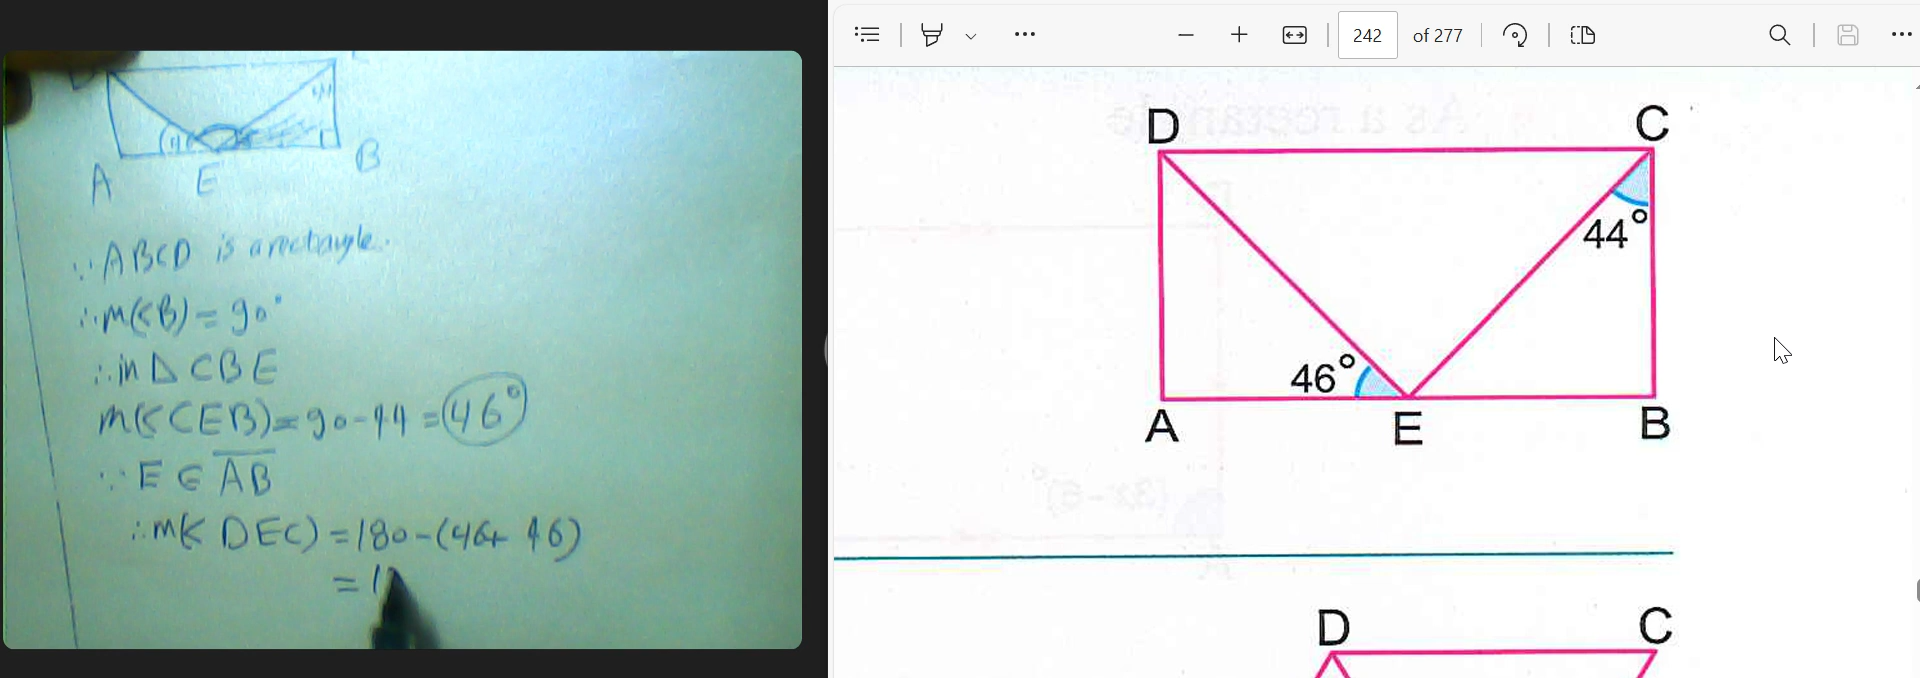 A
E
B
∵ ABCD is a rectangle.
∴ m(∢B) = 90°
∴ in △ CBE
m(∢CEB) = 90 - 44 = 46°
∵ E ∈ AB
∴ m(∢ DEC) = 180 - (46 + 46)
= 1
242 of 277
D
C
44°
46°
A
E
B
D
C